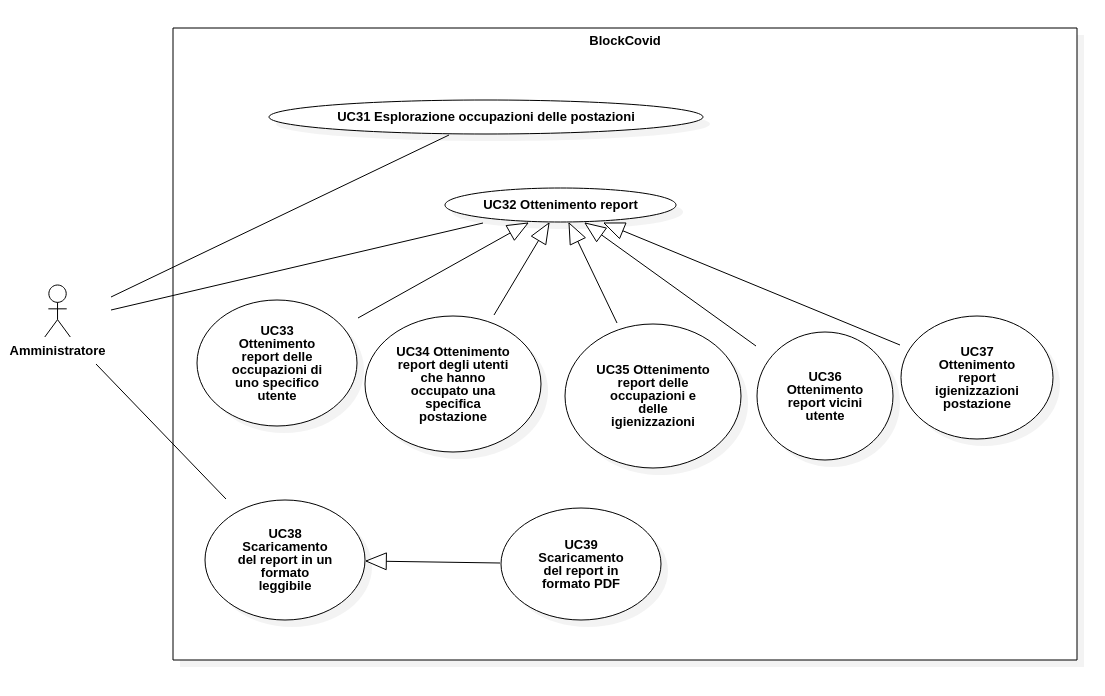 BlockCovid
UC31 Esplorazione occupazioni delle postazioni
UC32 Ottenimento report
Amministratore
UC33
Ottenimento
report delle
occupazioni di
uno specifico
utente
UC34 Ottenimento
report degli utenti
che hanno
occupato una
specifica
postazione
UC35 Ottenimento
report delle
occupazioni e
delle
igienizzazioni
UC36
Ottenimento
report vicini
utente
UC37
Ottenimento
report
igienizzazioni
postazione
UC38
Scaricamento
del report in un
formato
leggibile
UC39
Scaricamento
del report in
formato PDF